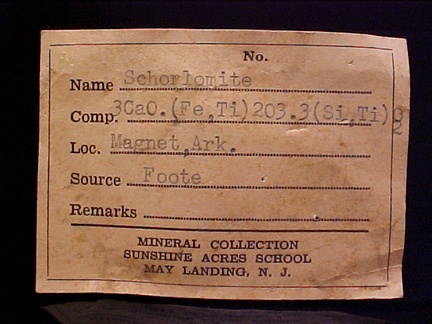 No.
Name Schorlomite
Comp. 3CaO.(Fe,Ti)2O3.3(Si,Ti)O2
Loc. Magnet,Ark.
Source Foote
Remarks
MINERAL COLLECTION
SUNSHINE ACRES SCHOOL
MAY LANDING, N. J.